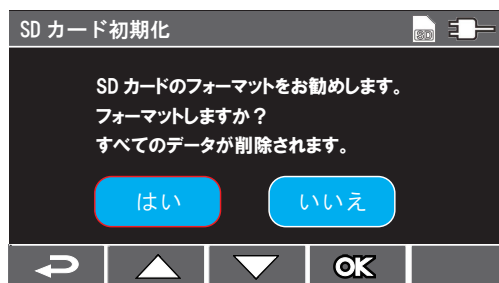 SD カード初期化
SD
SD カードのフォーマットをお勧めします。
フォーマットしますか？
すべてのデータが削除されます。
はい
いいえ
OK